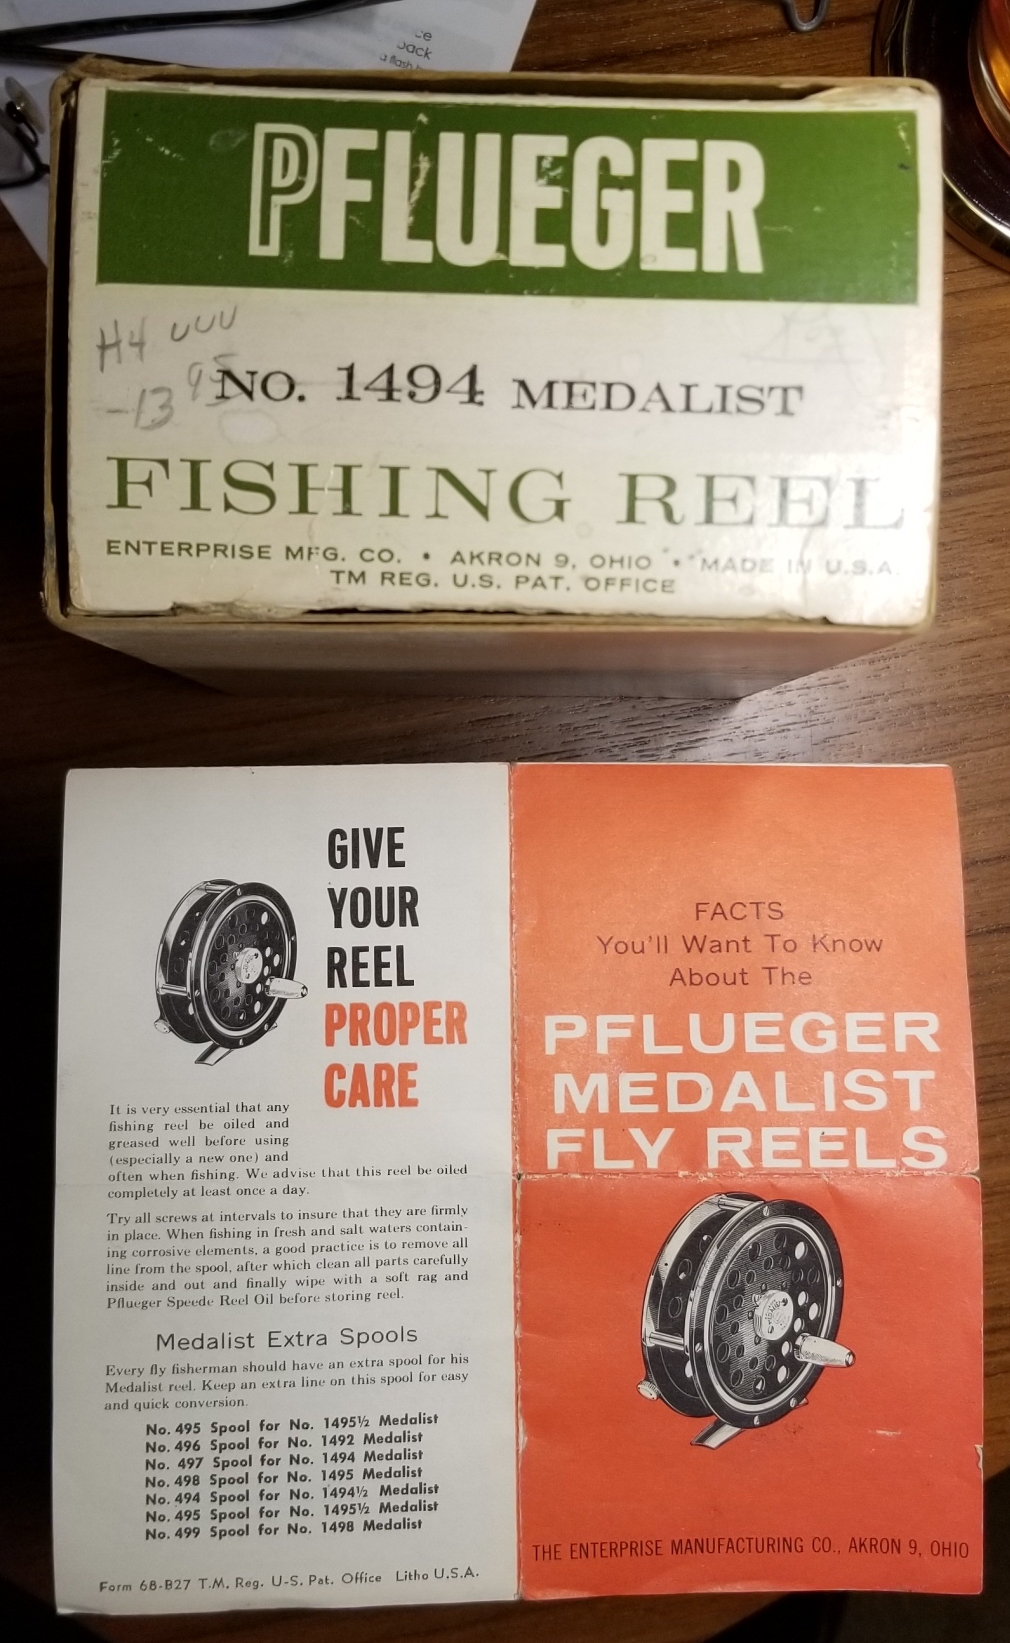 ce
back
a flash
PFLUEGER
H4 UUU
-13 95
NO. 1494 MEDALIST
FISHING REEL
ENTERPRISE MFG. CO. • AKRON 9, OHIO • MADE IN U.S.A.
TM REG. U.S. PAT. OFFICE
GIVE
YOUR
REEL
PROPER
CARE
It is very essential that any
fishing reel be oiled and
greased well before using
(especially a new one) and
often when fishing. We advise that this reel be oiled
completely at least once a day.
Try all screws at intervals to insure that they are firmly
in place. When fishing in fresh and salt waters contain-
ing corrosive elements, a good practice is to remove all
line from the spool, after which clean all parts carefully
inside and out and finally wipe with a soft rag and
Pflueger Speede Reel Oil before storing reel.
Medalist Extra Spools
Every fly fisherman should have an extra spool for his
Medalist reel. Keep an extra line on this spool for easy
and quick conversion.
No. 495 Spool for No. 1495½ Medalist
No. 496 Spool for No. 1492 Medalist
No. 497 Spool for No. 1494 Medalist
No. 498 Spool for No. 1495 Medalist
No. 494 Spool for No. 1494½ Medalist
No. 495 Spool for No. 1495½ Medalist
No. 499 Spool for No. 1498 Medalist
Form 68-B27 T.M. Reg. U-S. Pat. Office Litho U.S.A.
FACTS
You'll Want To Know
About The
PFLUEGER
MEDALIST
FLY REELS
THE ENTERPRISE MANUFACTURING CO., AKRON 9, OHIO